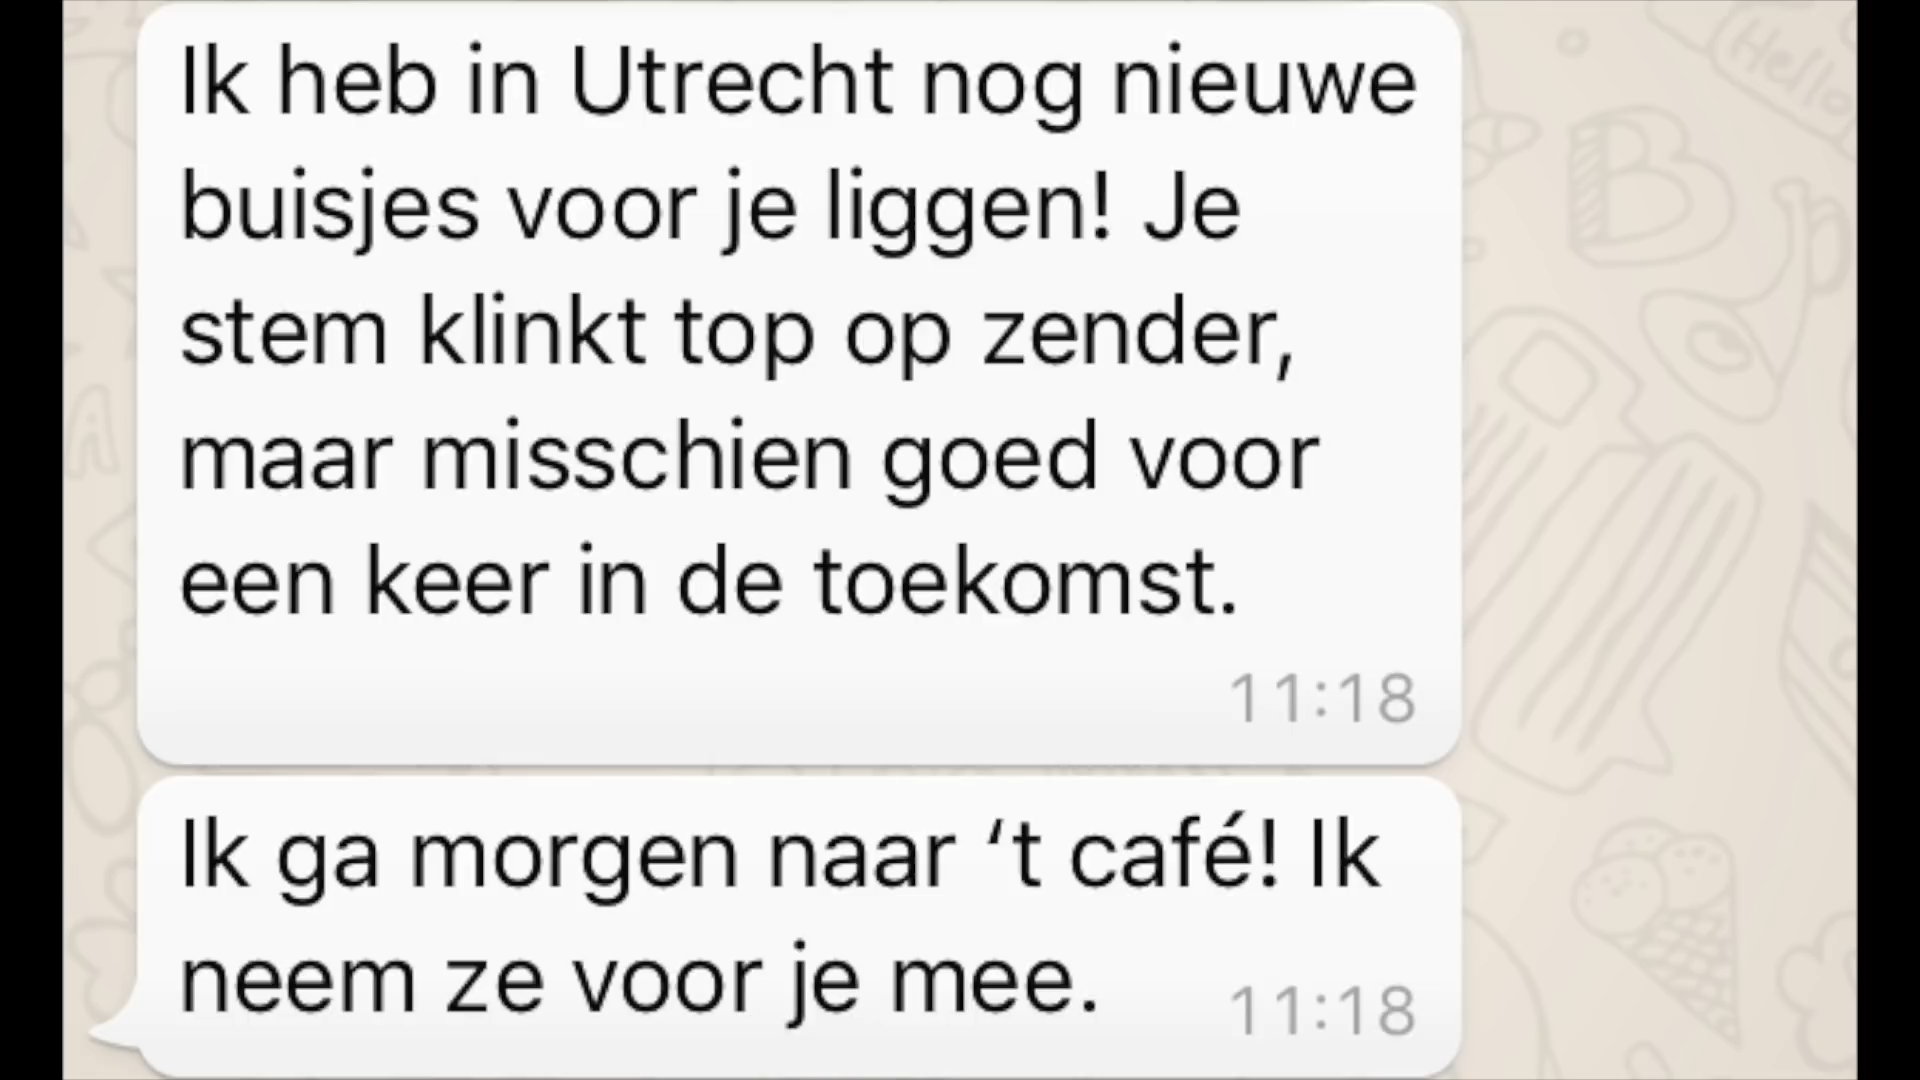 Ik heb in Utrecht nog nieuwe
buisjes voor je liggen! Je
stem klinkt top op zender,
maar misschien goed voor
een keer in de toekomst.
11:18
Ik ga morgen naar ‘t café! Ik
neem ze voor je mee.
11:18
Hello